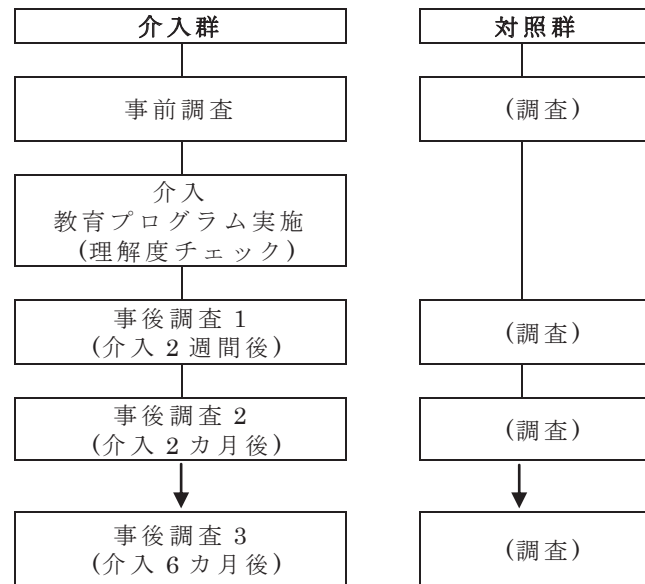 介入群
対照群
事前調査
(調査)
介入
教育プログラム実施
(理解度チェック)
事後調査 1
(介入 2 週間後)
(調査)
事後調査 2
(介入 2 カ月後)
(調査)
事後調査 3
(介入 6 カ月後)
(調査)